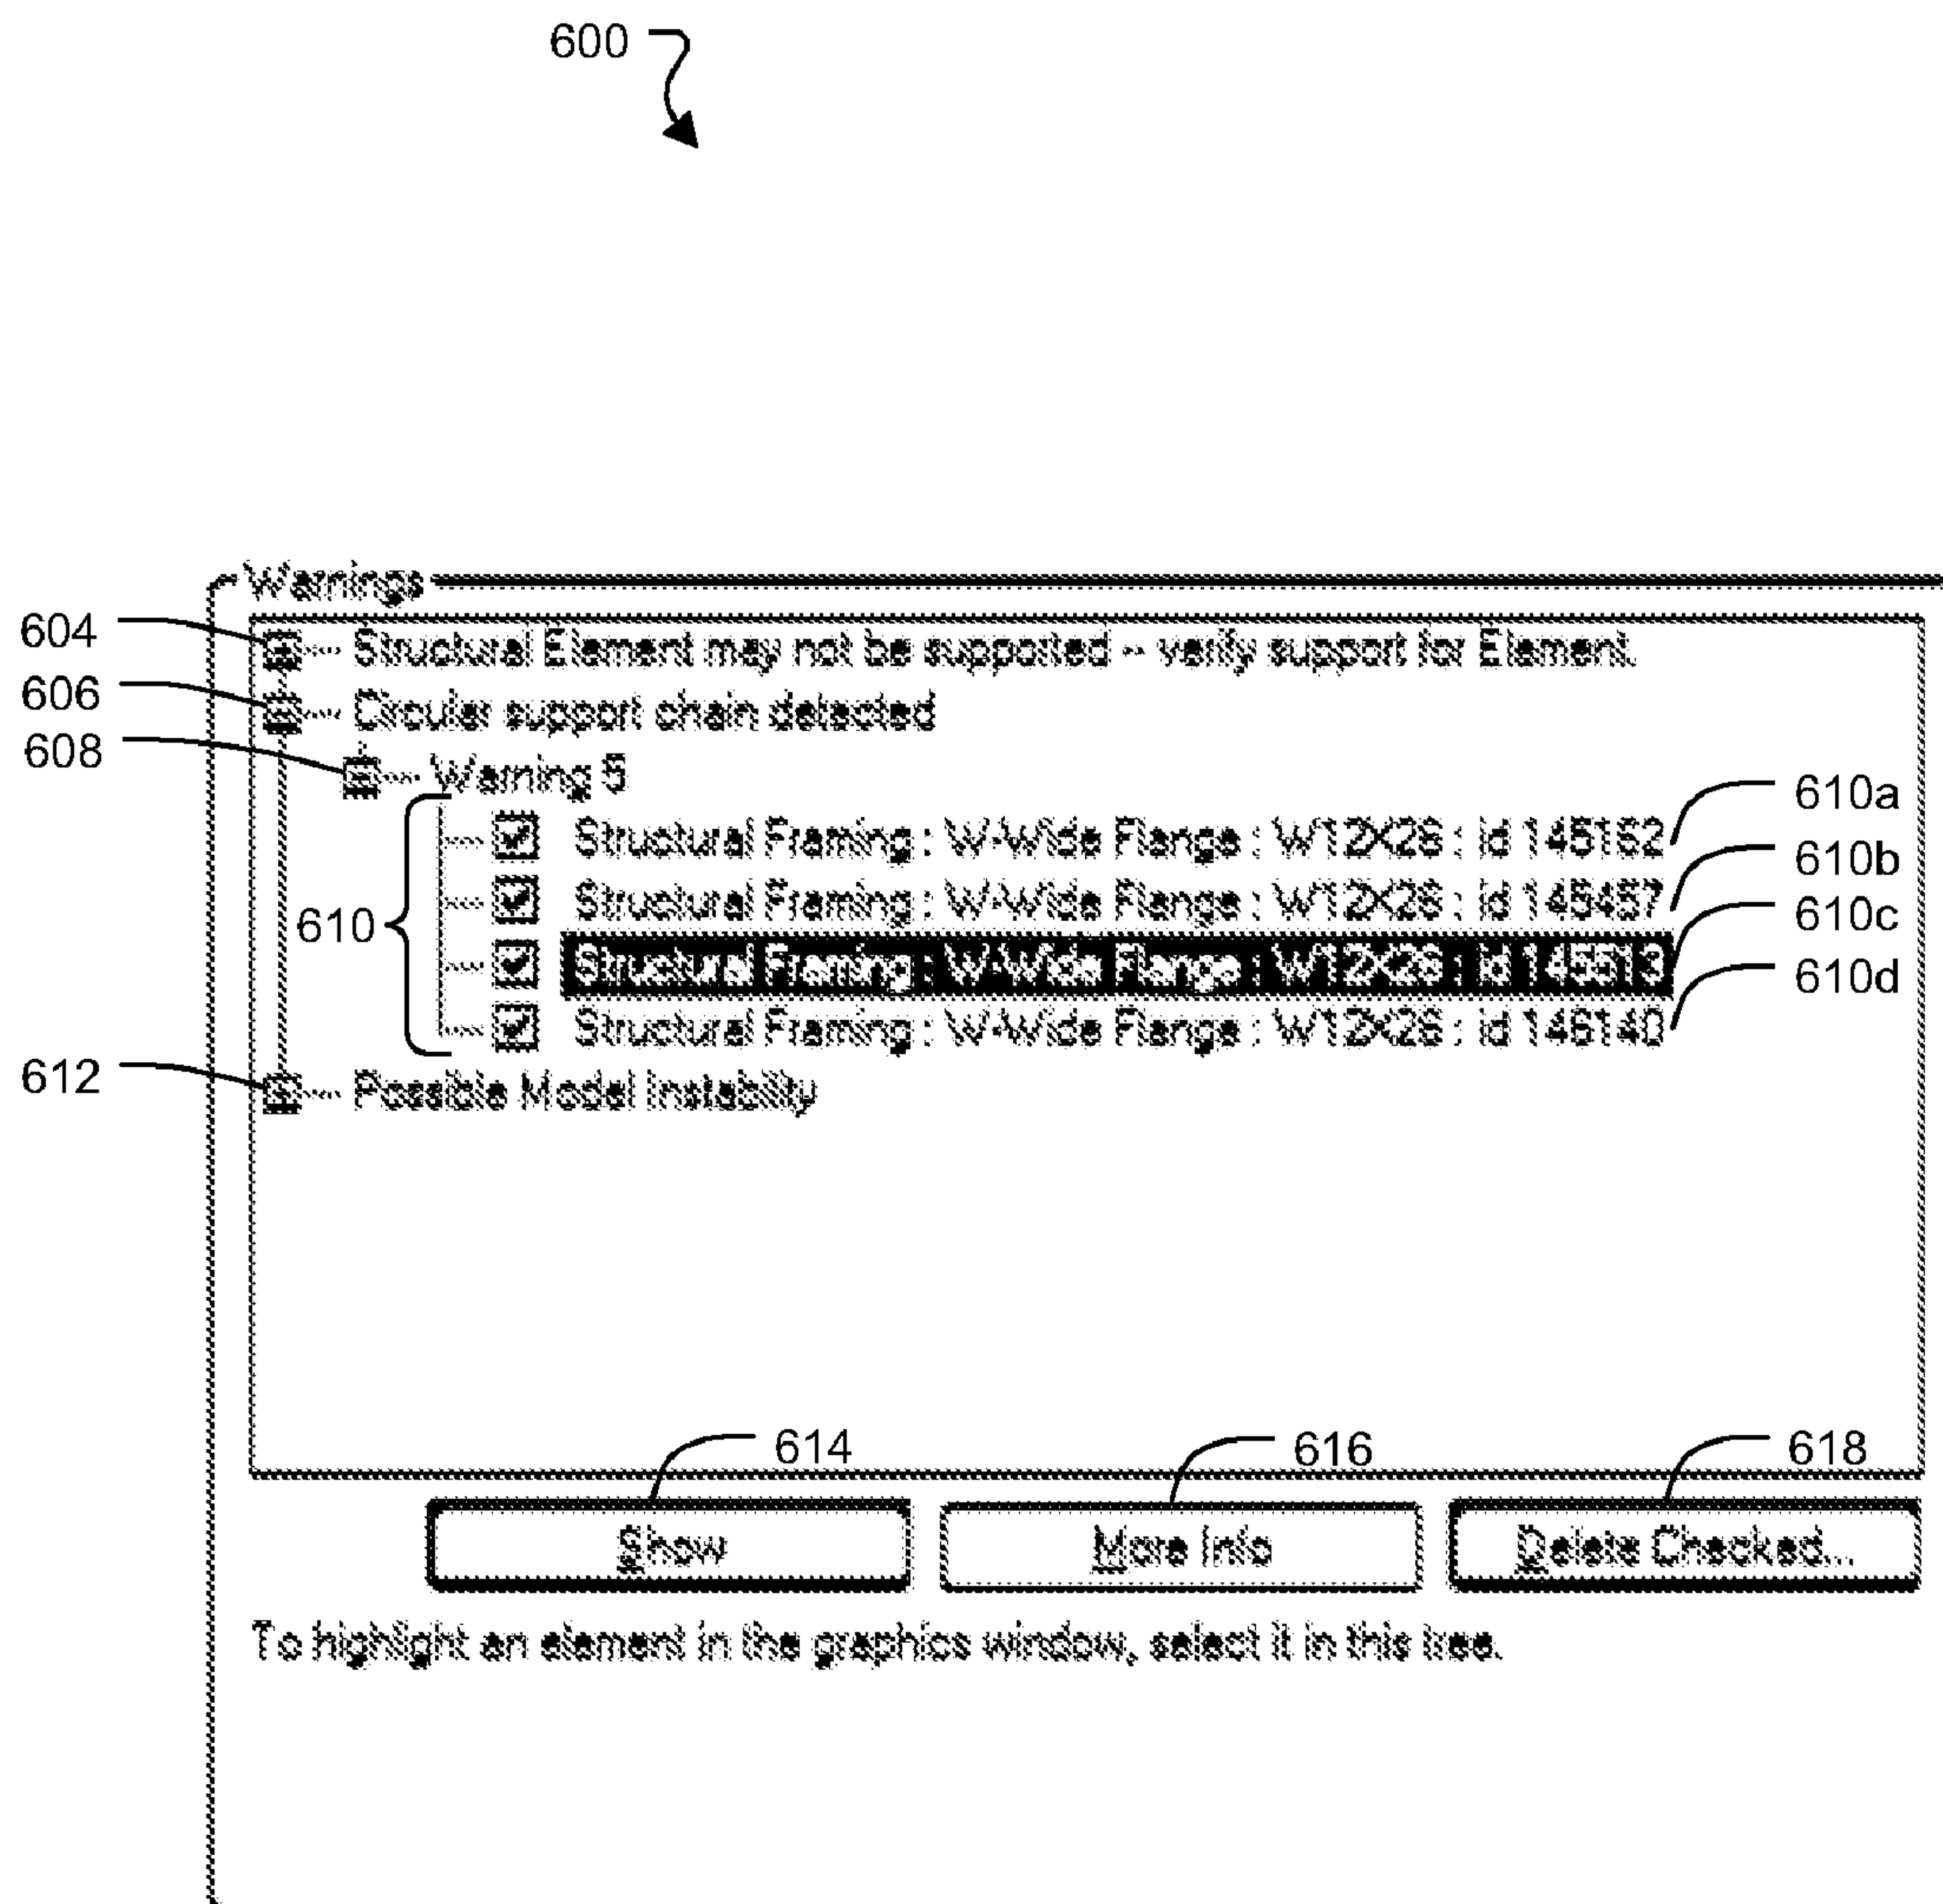 600
Warnings
604 Structural Element may not be supported - verify support for Element.
606 Circular support chain detected
608 Warning 5
610a
Structural Framing : W-Wide Flange : W12X26 : id 145162
610b
Structural Framing : W-Wide Flange : W12X26 : id 145457
610 610c
Structural Framing : W-Wide Flange : W12X26 : id
610d
Structural Framing : W-Wide Flange : W12X26 : id 146140
612 Possible Model Instability
614 616 618
Show More Info Delete Checked...
To highlight an element in the graphics window, select it in this tree.